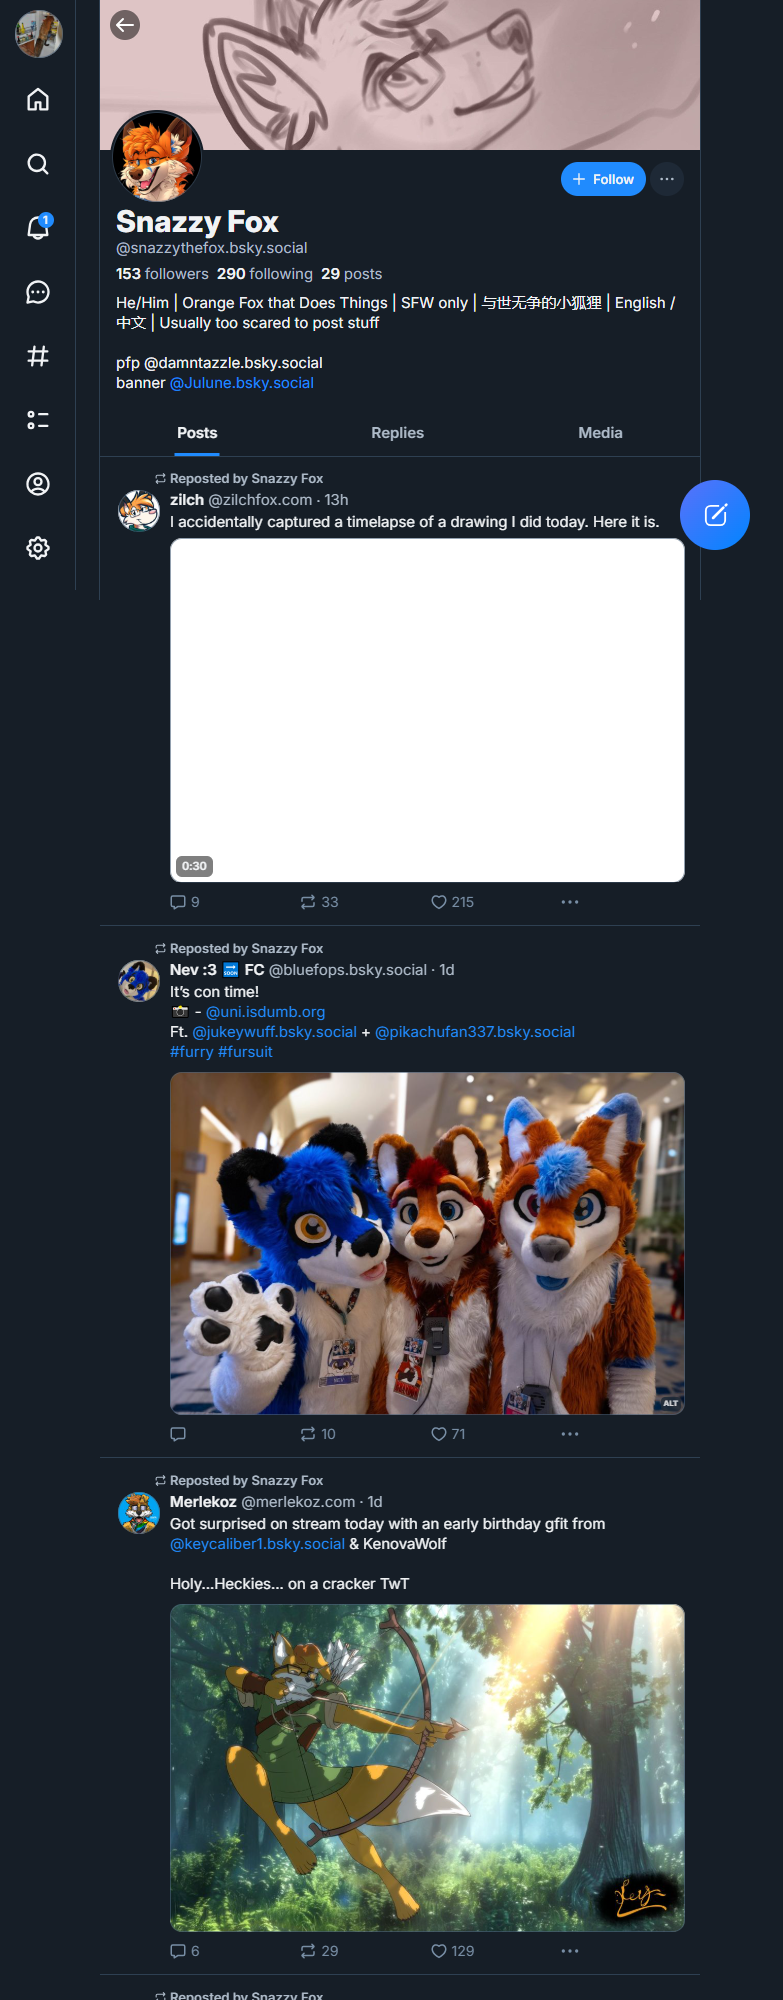 1
Follow
Snazzy Fox
@snazzythefox.bsky.social
153 followers 290 following 29 posts
He/Him | Orange Fox that Does Things | SFW only | 与世无争的小狐狸 | English /
中文 | Usually too scared to post stuff
pfp @damntazzle.bsky.social
banner @Julune.bsky.social
Posts Replies Media
Reposted by Snazzy Fox
zilch @zilchfox.com · 13h
I accidentally captured a timelapse of a drawing I did today. Here it is.
0:30
9 33 215
Reposted by Snazzy Fox
Nev :3 🔜 FC @bluefops.bsky.social · 1d
It’s con time!
📸 - @uni.isdumb.org
Ft. @jukeywuff.bsky.social + @pikachufan337.bsky.social
#furry #fursuit
ALT
10 71
Reposted by Snazzy Fox
Merlekoz @merlekoz.com · 1d
Got surprised on stream today with an early birthday gfit from
@keycaliber1.bsky.social & KenovaWolf
Holy...Heckies... on a cracker TwT
6 29 129
Reposted by Snazzy Fox